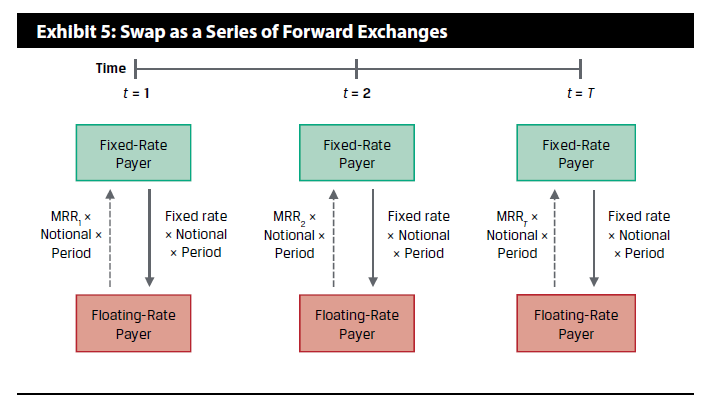 Exhibit 5: Swap as a Series of Forward Exchanges
Time
t = 1
t = 2
t = T
Fixed-Rate
Payer
Fixed-Rate
Payer
Fixed-Rate
Payer
MRR₁ ×
Notional ×
Period
Fixed rate
× Notional
× Period
MRR₂ ×
Notional ×
Period
Fixed rate
× Notional
× Period
MRR_T ×
Notional ×
Period
Fixed rate
× Notional
× Period
Floating-Rate
Payer
Floating-Rate
Payer
Floating-Rate
Payer